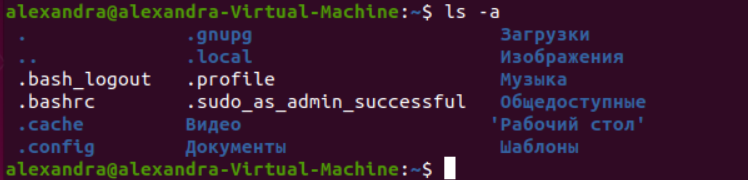 alexandra@alexandra-Virtual-Machine:~$ ls -a
. .gnupg Загрузки
.. .local Изображения
.bash_logout .profile Музыка
.bashrc .sudo_as_admin_successful Общедоступные
.cache Видео 'Рабочий стол'
.config Документы Шаблоны
alexandra@alexandra-Virtual-Machine:~$